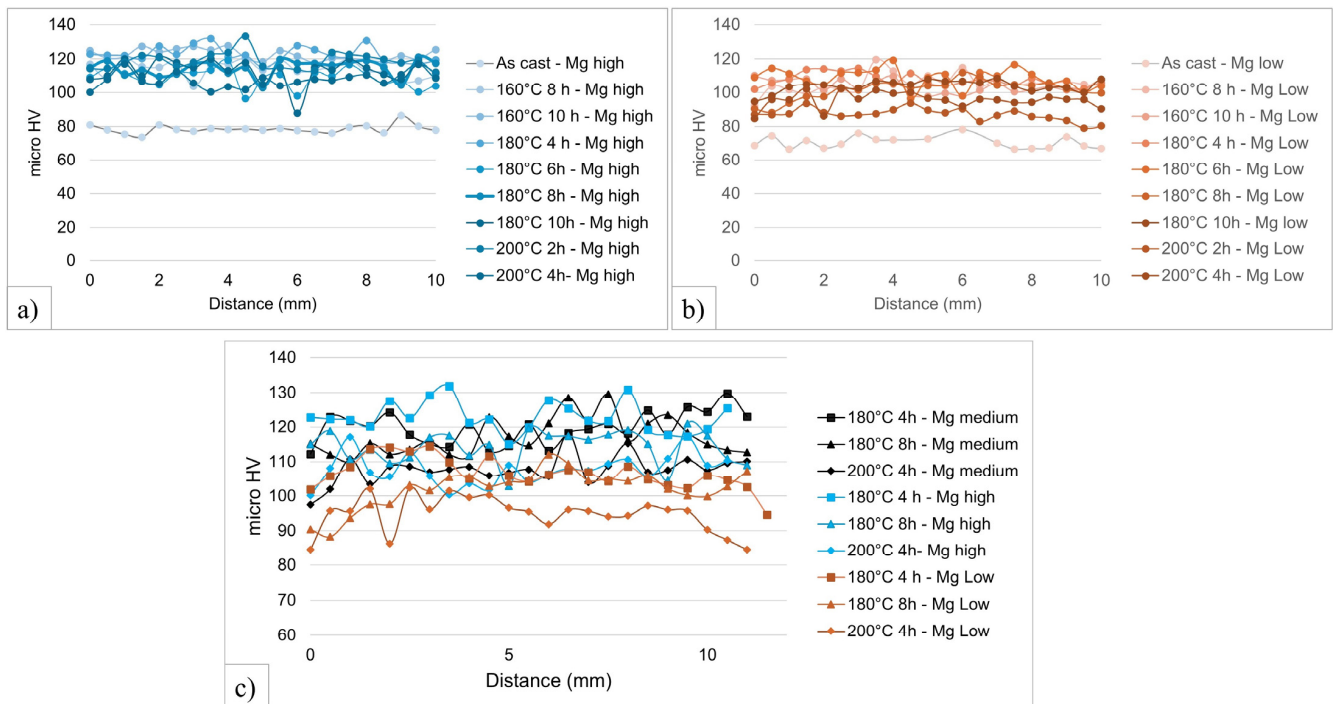 140
120
100
80
60
40
20
0
micro HV
0 2 4 6 8 10
Distance (mm)
As cast - Mg high
160°C 8 h - Mg high
160°C 10 h - Mg high
180°C 4 h - Mg high
180°C 6h - Mg high
180°C 8h - Mg high
180°C 10h - Mg high
200°C 2h - Mg high
200°C 4h- Mg high
a)
140
120
100
80
60
40
20
0
micro HV
0 2 4 6 8 10
Distance (mm)
As cast - Mg low
160°C 8 h - Mg Low
160°C 10 h - Mg Low
180°C 4 h - Mg Low
180°C 6h - Mg Low
180°C 8h - Mg Low
180°C 10h - Mg low
200°C 2h - Mg Low
200°C 4h - Mg Low
b)
140
130
120
110
100
90
80
70
60
micro HV
0 5 10
Distance (mm)
180°C 4h - Mg medium
180°C 8h - Mg medium
200°C 4h - Mg medium
180°C 4 h - Mg high
180°C 8h - Mg high
200°C 4h- Mg high
180°C 4 h - Mg Low
180°C 8h - Mg Low
200°C 4h - Mg Low
c)